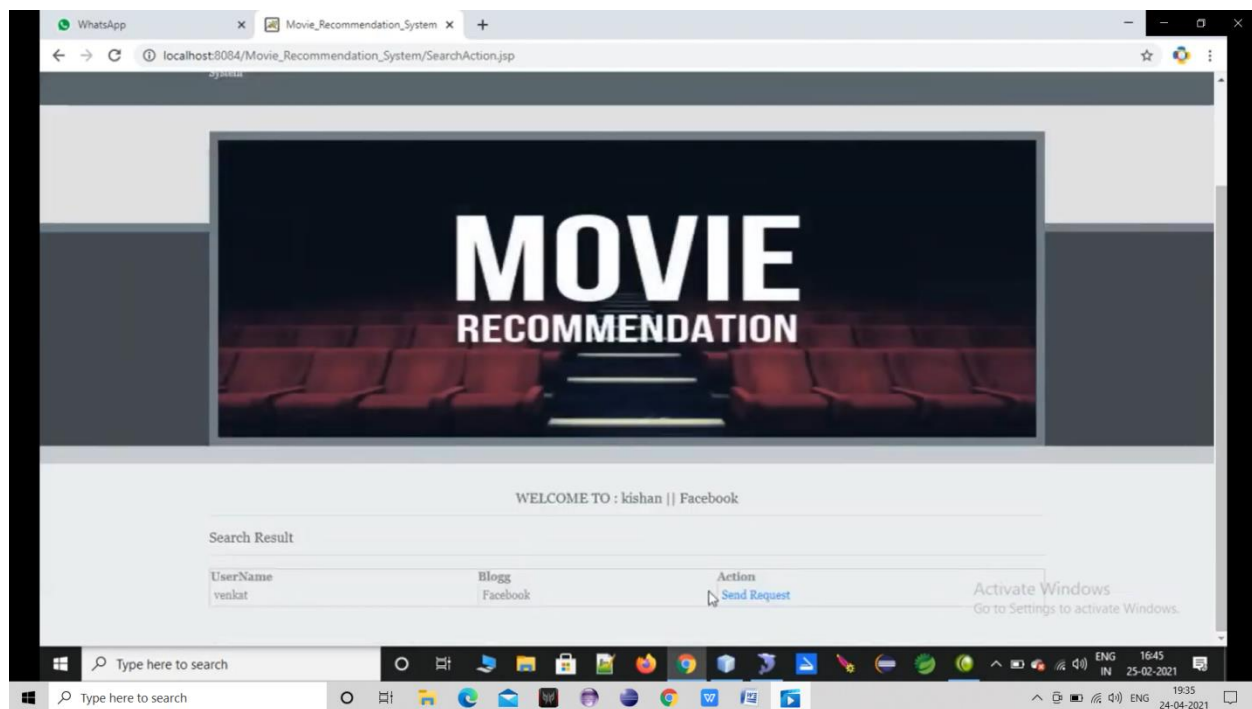 WhatsApp
Movie_Recommendation_System
localhost:8084/Movie_Recommendation_System/SearchAction.jsp
System
MOVIE
RECOMMENDATION
WELCOME TO : kishan || Facebook
Search Result
UserName Blogg Action
venkat Facebook Send Request
Activate Windows
Go to Settings to activate Windows.
Type here to search
ENG 16:45
IN 25-02-2021
Type here to search
ENG 19:35
24-04-2021